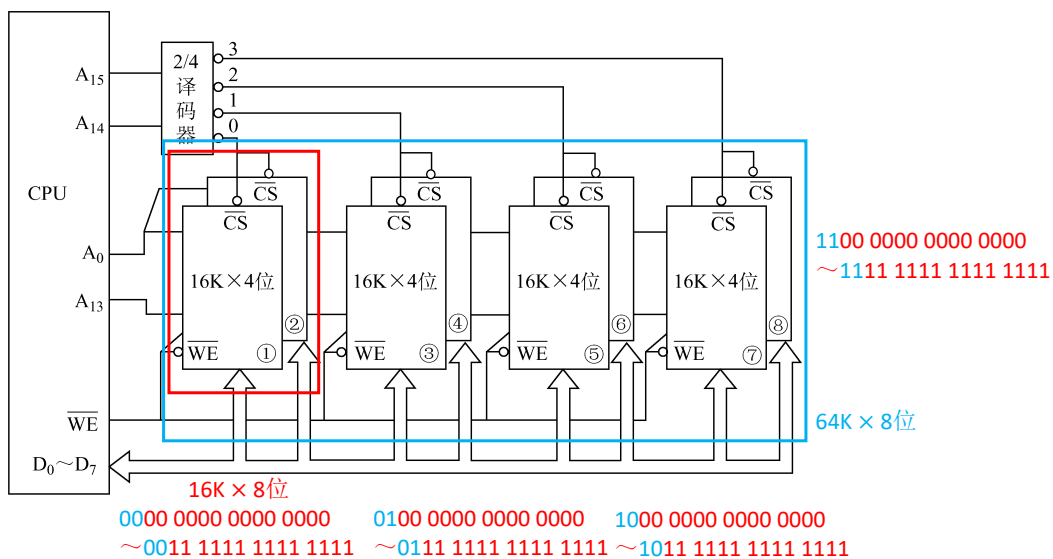 CPU
A15
A14
A0
A13
WE
D0～D7
2/4
译
码
器
3
2
1
0
CS
CS
16K×4位
②
WE
①
CS
CS
16K×4位
④
WE
③
CS
CS
16K×4位
⑥
WE
⑤
CS
CS
16K×4位
⑧
WE
⑦
1100 0000 0000 0000
～1111 1111 1111 1111
64K × 8位
16K × 8位
0000 0000 0000 0000
～0011 1111 1111 1111
0100 0000 0000 0000
～0111 1111 1111 1111
1000 0000 0000 0000
～1011 1111 1111 1111